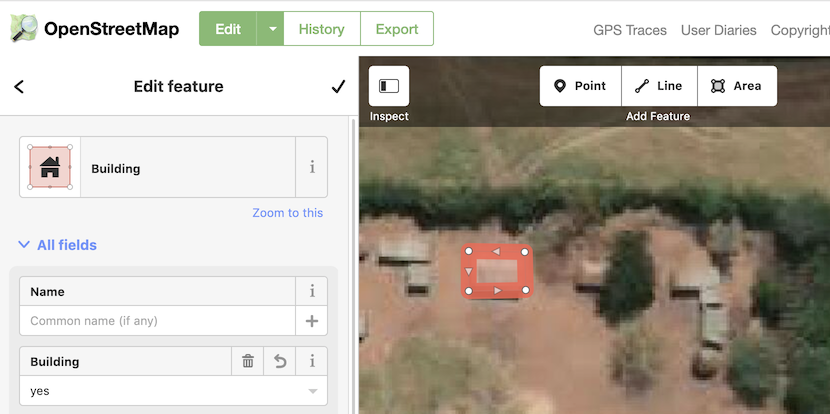 OpenStreetMap Edit History Export GPS Traces User Diaries Copyright
Edit feature
Point Line Area
Inspect Add Feature
Building
Zoom to this
All fields
Name
Common name (if any)
Building
yes